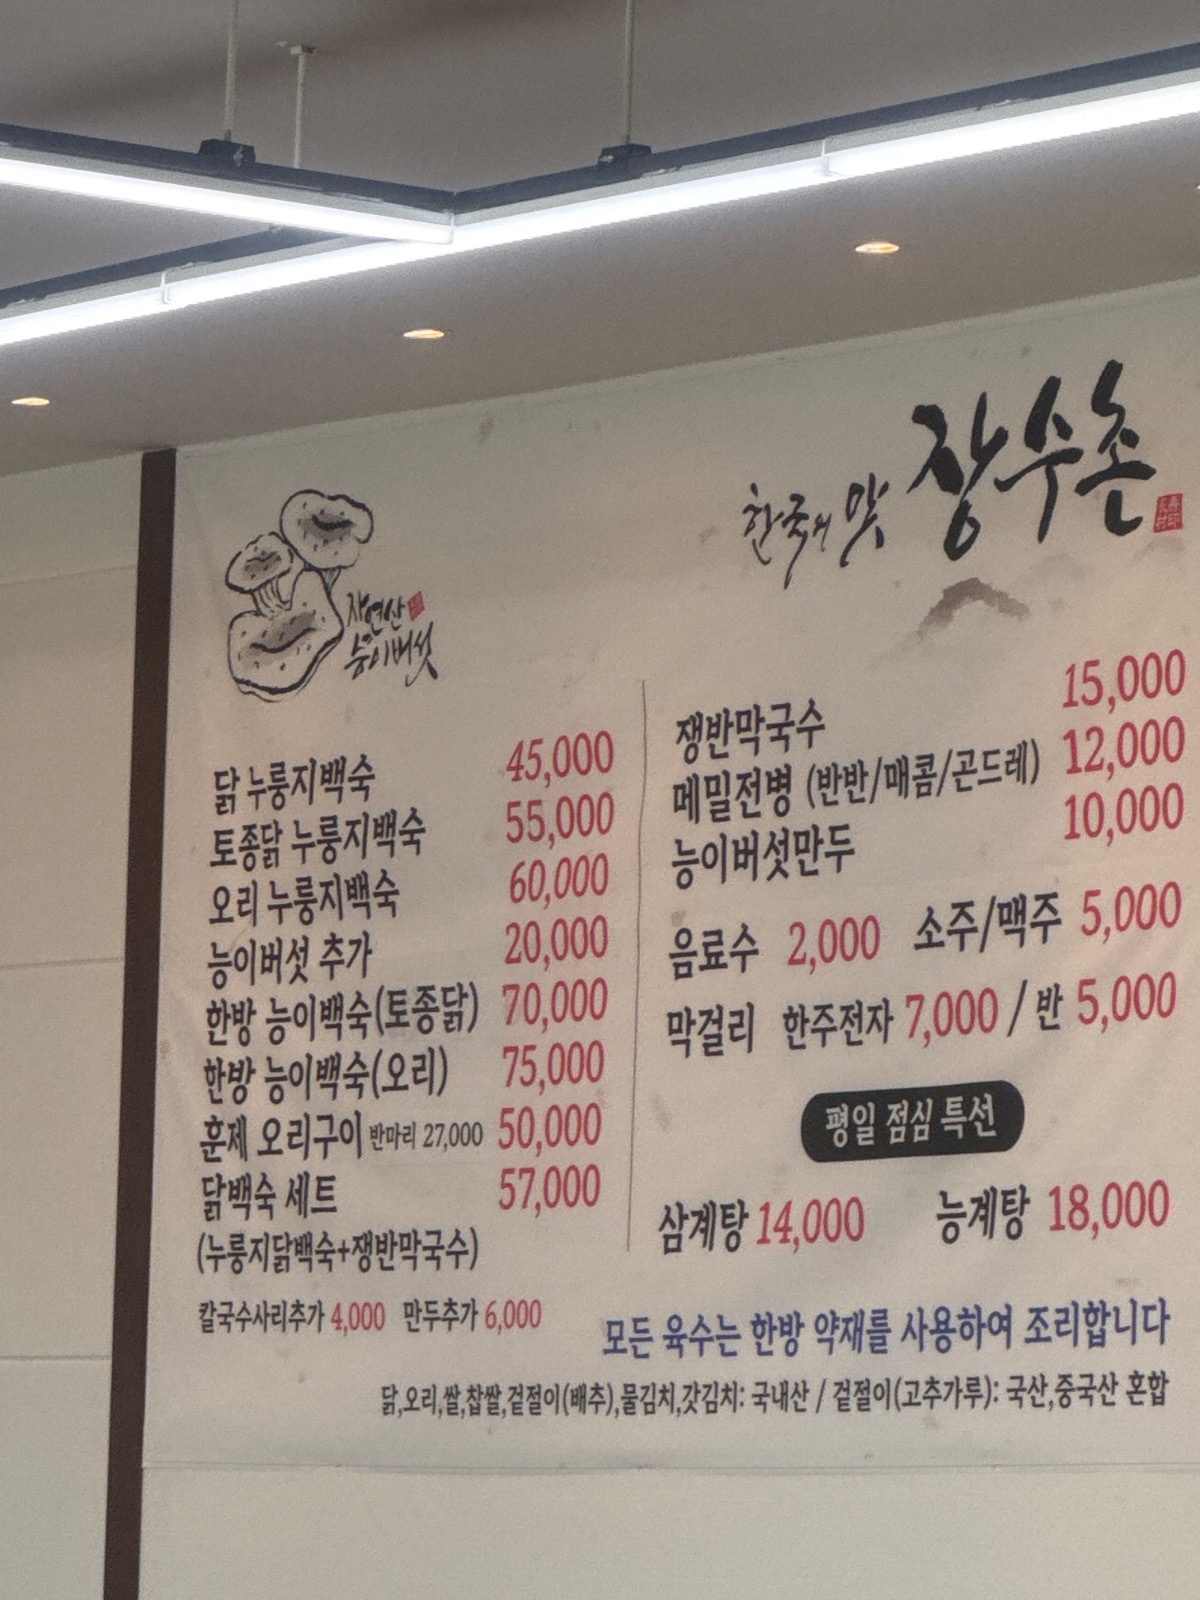 한국의 맛 장수촌
자연산
능이버섯
닭 누룽지백숙 45,000
토종닭 누룽지백숙 55,000
오리 누룽지백숙 60,000
능이버섯 추가 20,000
한방 능이백숙(토종닭) 70,000
한방 능이백숙(오리) 75,000
훈제 오리구이 반마리 27,000 50,000
닭백숙 세트 57,000
(누룽지닭백숙+쟁반막국수)
칼국수사리추가 4,000 만두추가 6,000
쟁반막국수 15,000
메밀전병 (반반/매콤/곤드레) 12,000
능이버섯만두 10,000
음료수 2,000 소주/맥주 5,000
막걸리 한주전자 7,000 / 반 5,000
평일 점심 특선
삼계탕 14,000 능계탕 18,000
모든 육수는 한방 약재를 사용하여 조리합니다
닭,오리,쌀,찹쌀,겉절이(배추),물김치,갓김치: 국내산 / 겉절이(고추가루): 국산,중국산 혼합